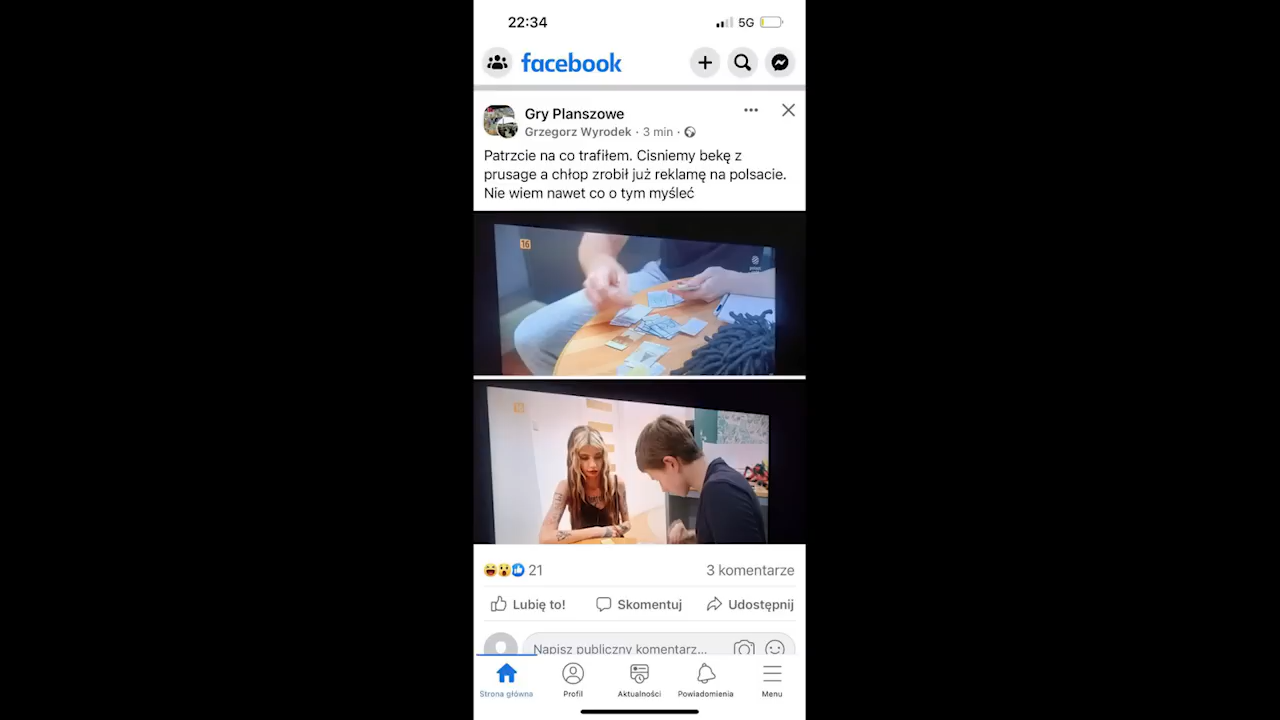 22:34
5G
facebook
Gry Planszowe
Grzegorz Wyrodek · 3 min ·
Patrzcie na co trafiłem. Cisniemy bekę z
prusage a chłop zrobił już reklamę na polsacie.
Nie wiem nawet co o tym myśleć
16
16
21
3 komentarze
Lubię to!
Skomentuj
Udostępnij
Napisz publiczny komentarz...
Strona główna
Profil
Aktualności
Powiadomienia
Menu